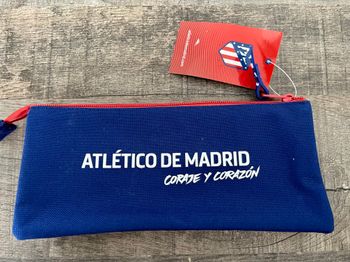 ATLÉTICO DE MADRID
CORAJE Y CORAZÓN